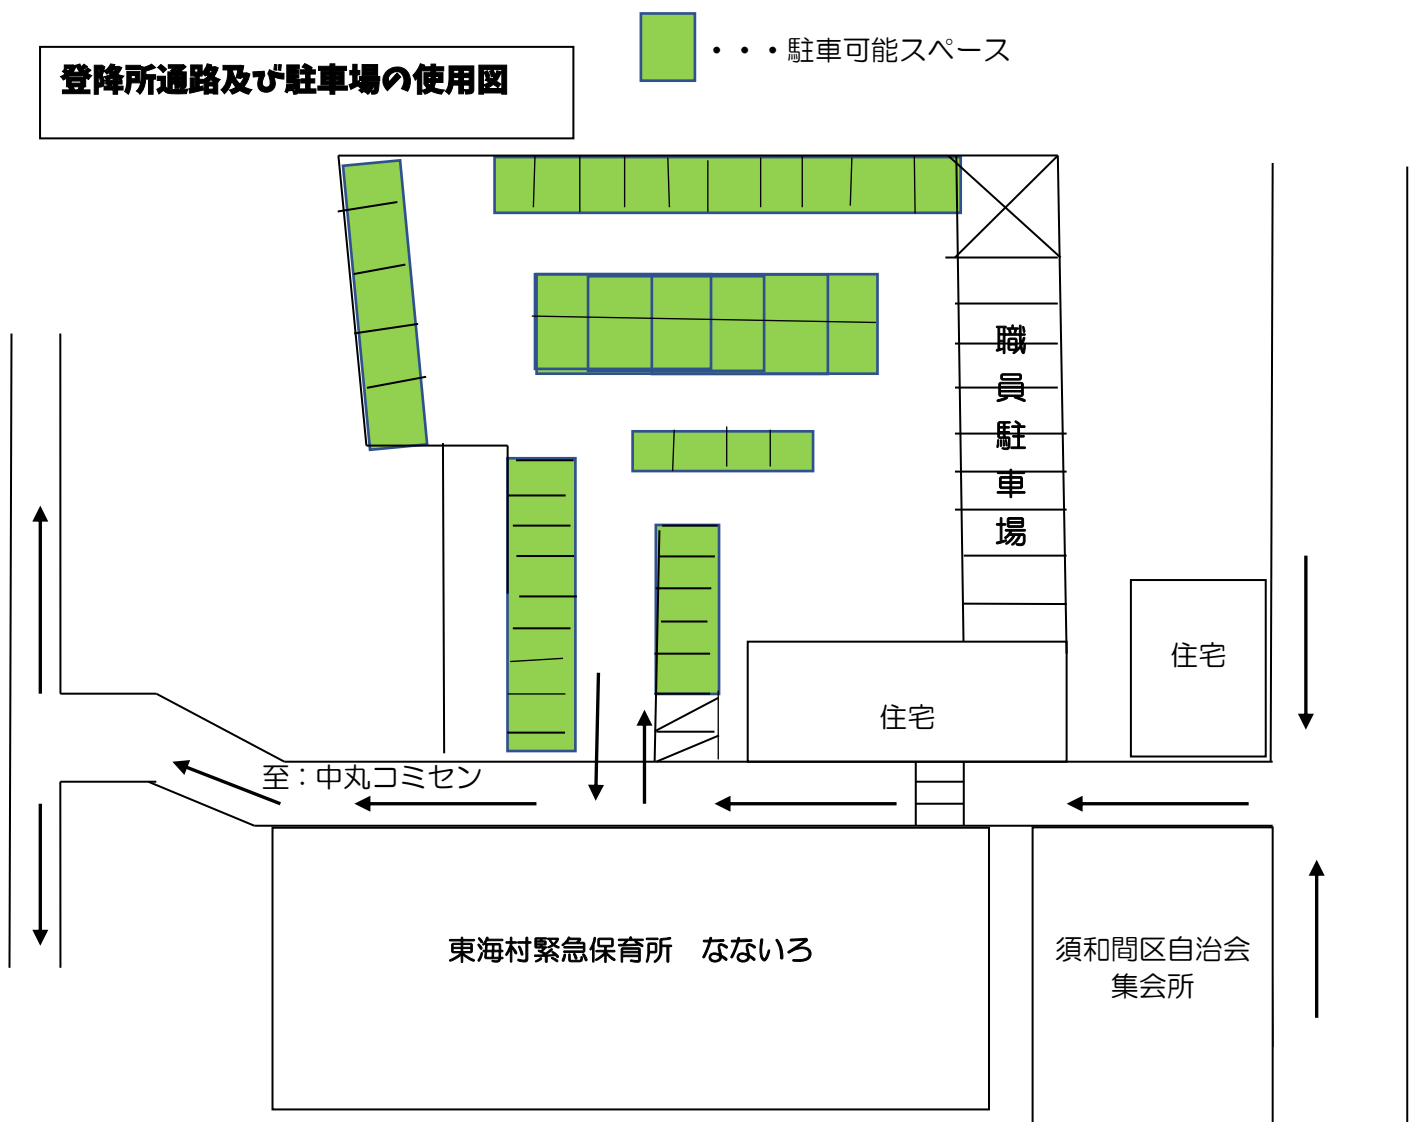 ・・・駐車可能スペース
登降所通路及び駐車場の使用図
職員駐車場
住宅
住宅
至：中丸コミセン
東海村緊急保育所　なないろ
須和間区自治会
集会所